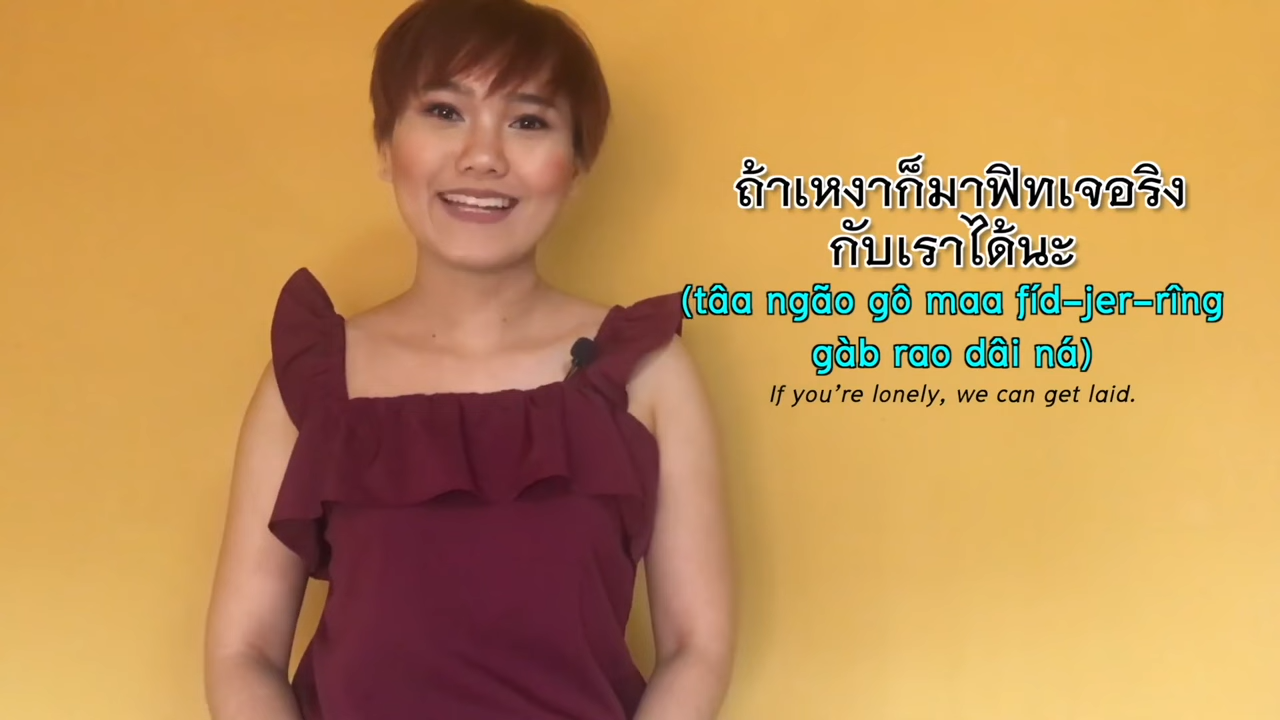 ถ้าเหงาก็มาฟิทเจอริง
กับเราได้นะ
(tâa ngão gô maa fíd-jer-rîng
gàb rao dâi ná)
If you're lonely, we can get laid.